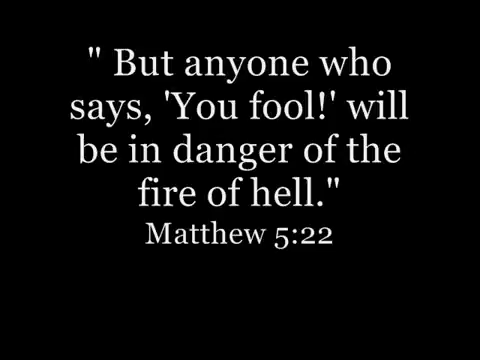 " But anyone who
says, 'You fool!' will
be in danger of the
fire of hell."
Matthew 5:22